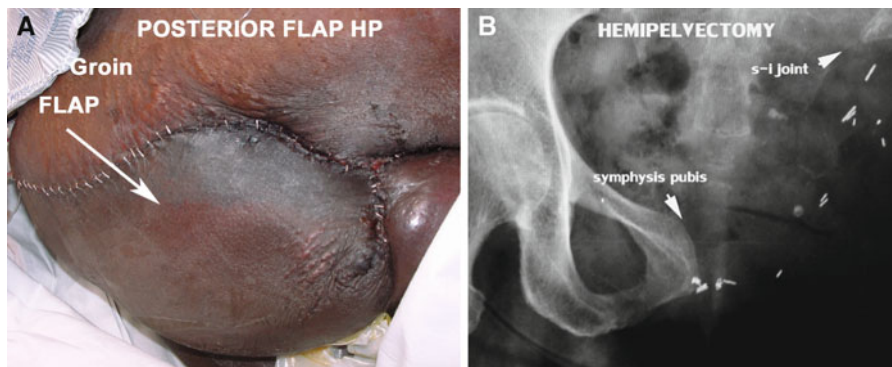 A
POSTERIOR FLAP HP
Groin
FLAP
B
HEMIPELVECTOMY
s-i joint
symphysis pubis